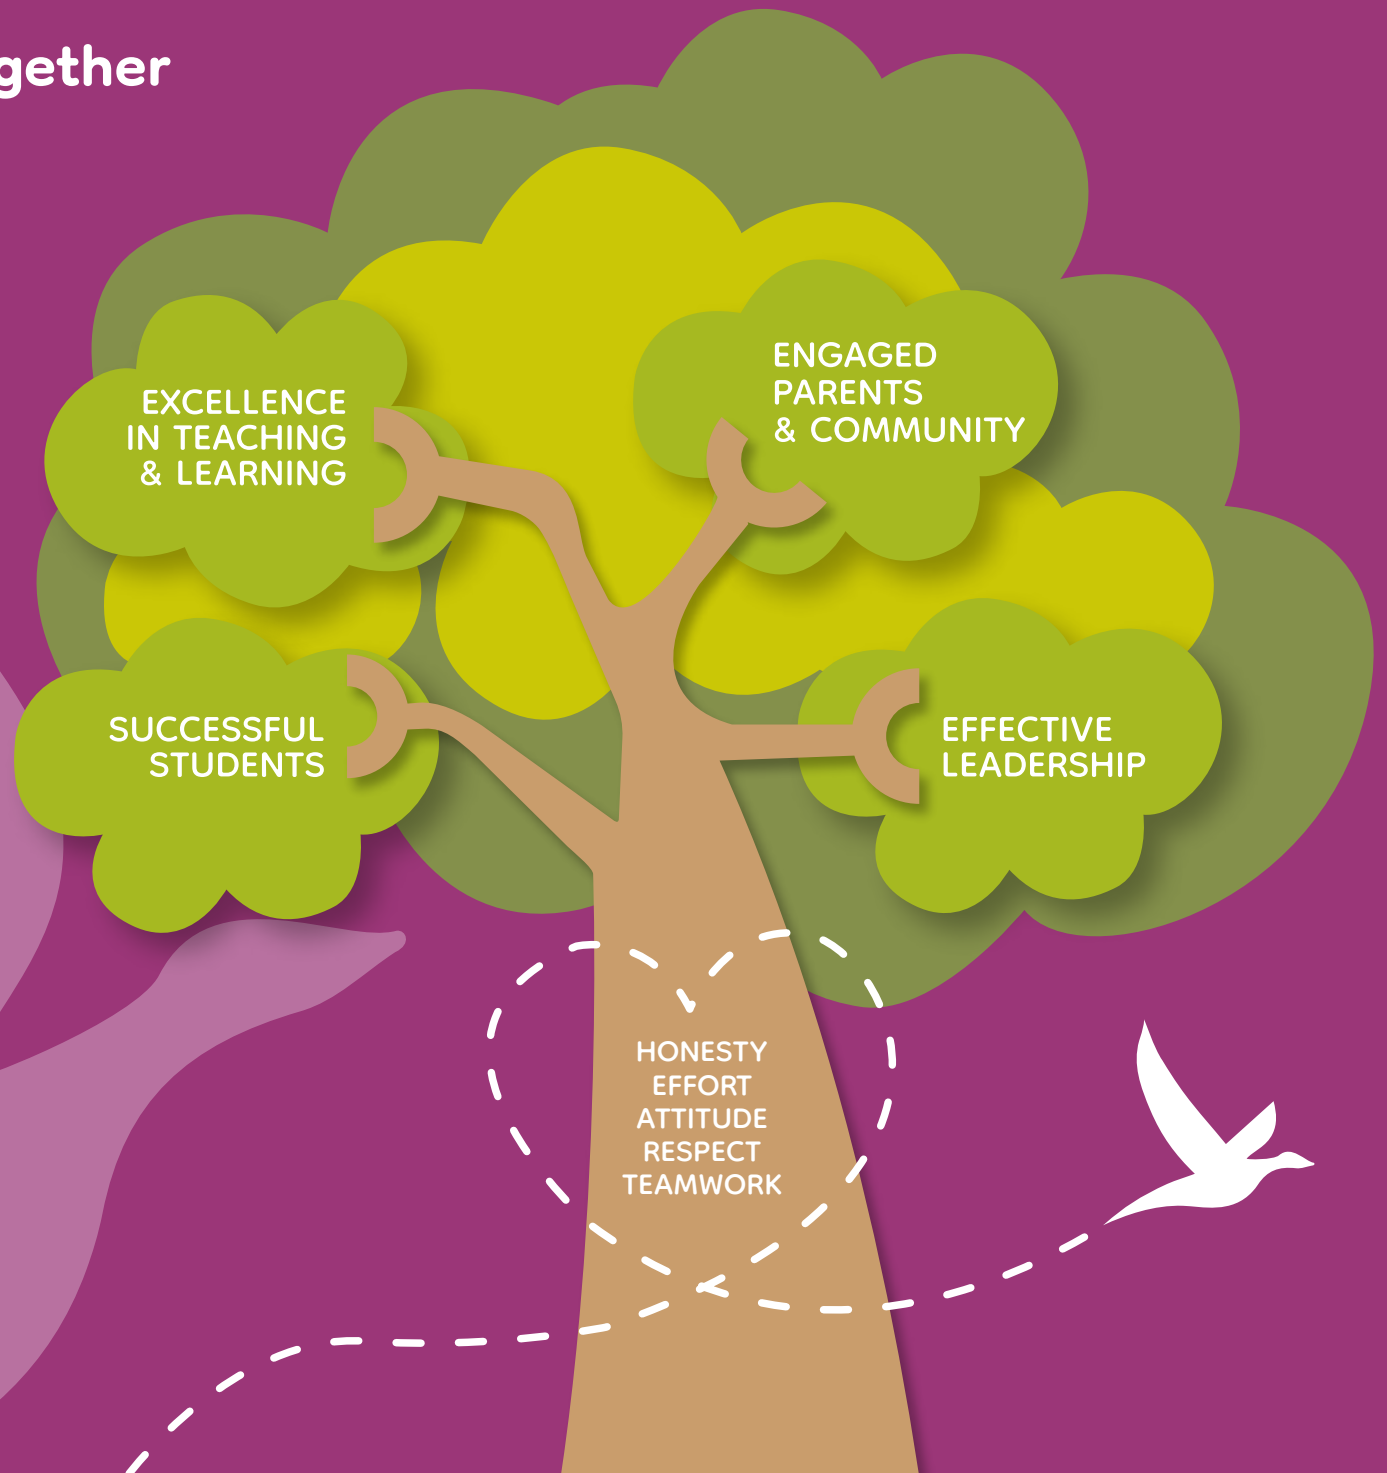 gether
EXCELLENCE
IN TEACHING
& LEARNING
ENGAGED
PARENTS
& COMMUNITY
SUCCESSFUL
STUDENTS
EFFECTIVE
LEADERSHIP
HONESTY
EFFORT
ATTITUDE
RESPECT
TEAMWORK